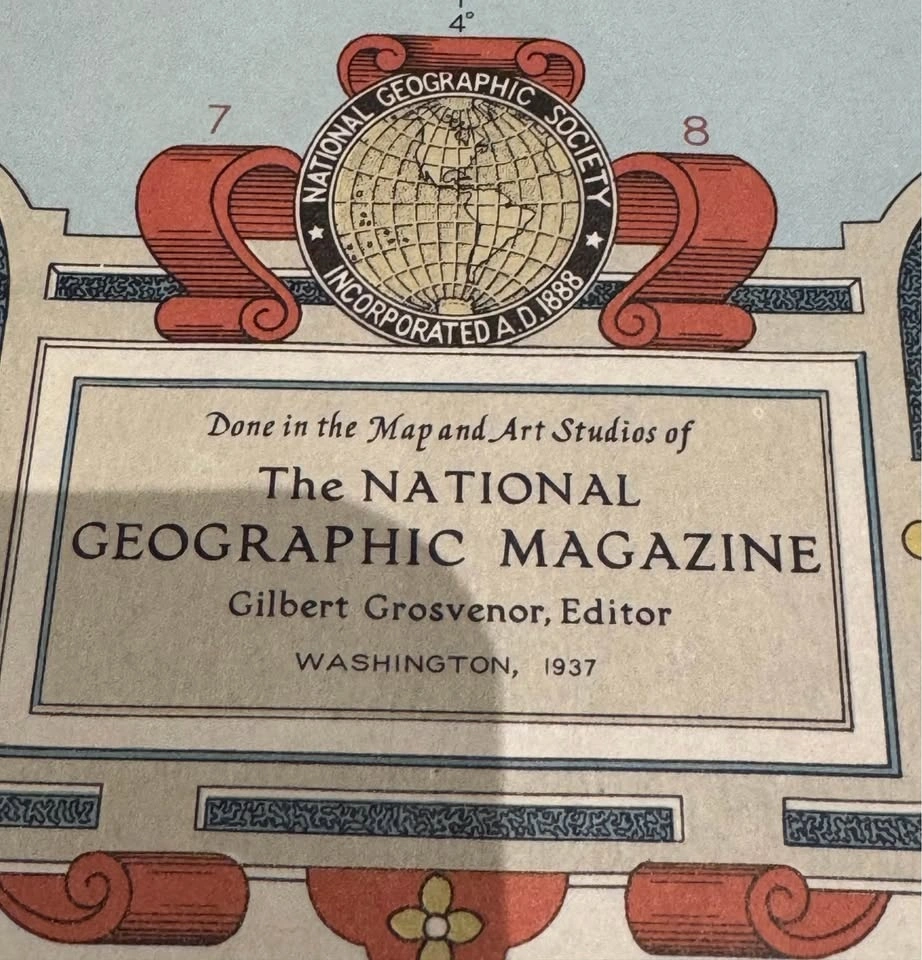 4°
7
8
NATIONAL GEOGRAPHIC SOCIETY
INCORPORATED A.D. 1888
Done in the Map and Art Studios of
The NATIONAL
GEOGRAPHIC MAGAZINE
Gilbert Grosvenor, Editor
WASHINGTON, 1937